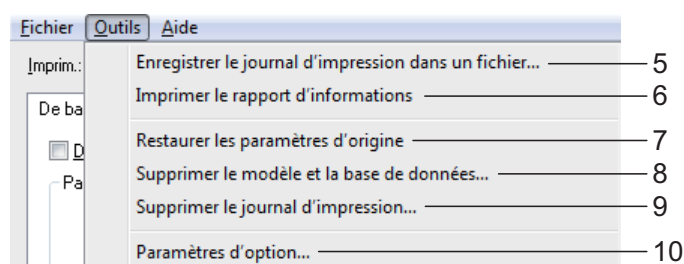 Fichier Outils Aide
Imprim.:
Enregistrer le journal d'impression dans un fichier... 5
Imprimer le rapport d'informations 6
De ba
Restaurer les paramètres d'origine 7
D
Supprimer le modèle et la base de données... 8
Pa
Supprimer le journal d'impression... 9
Paramètres d'option... 10